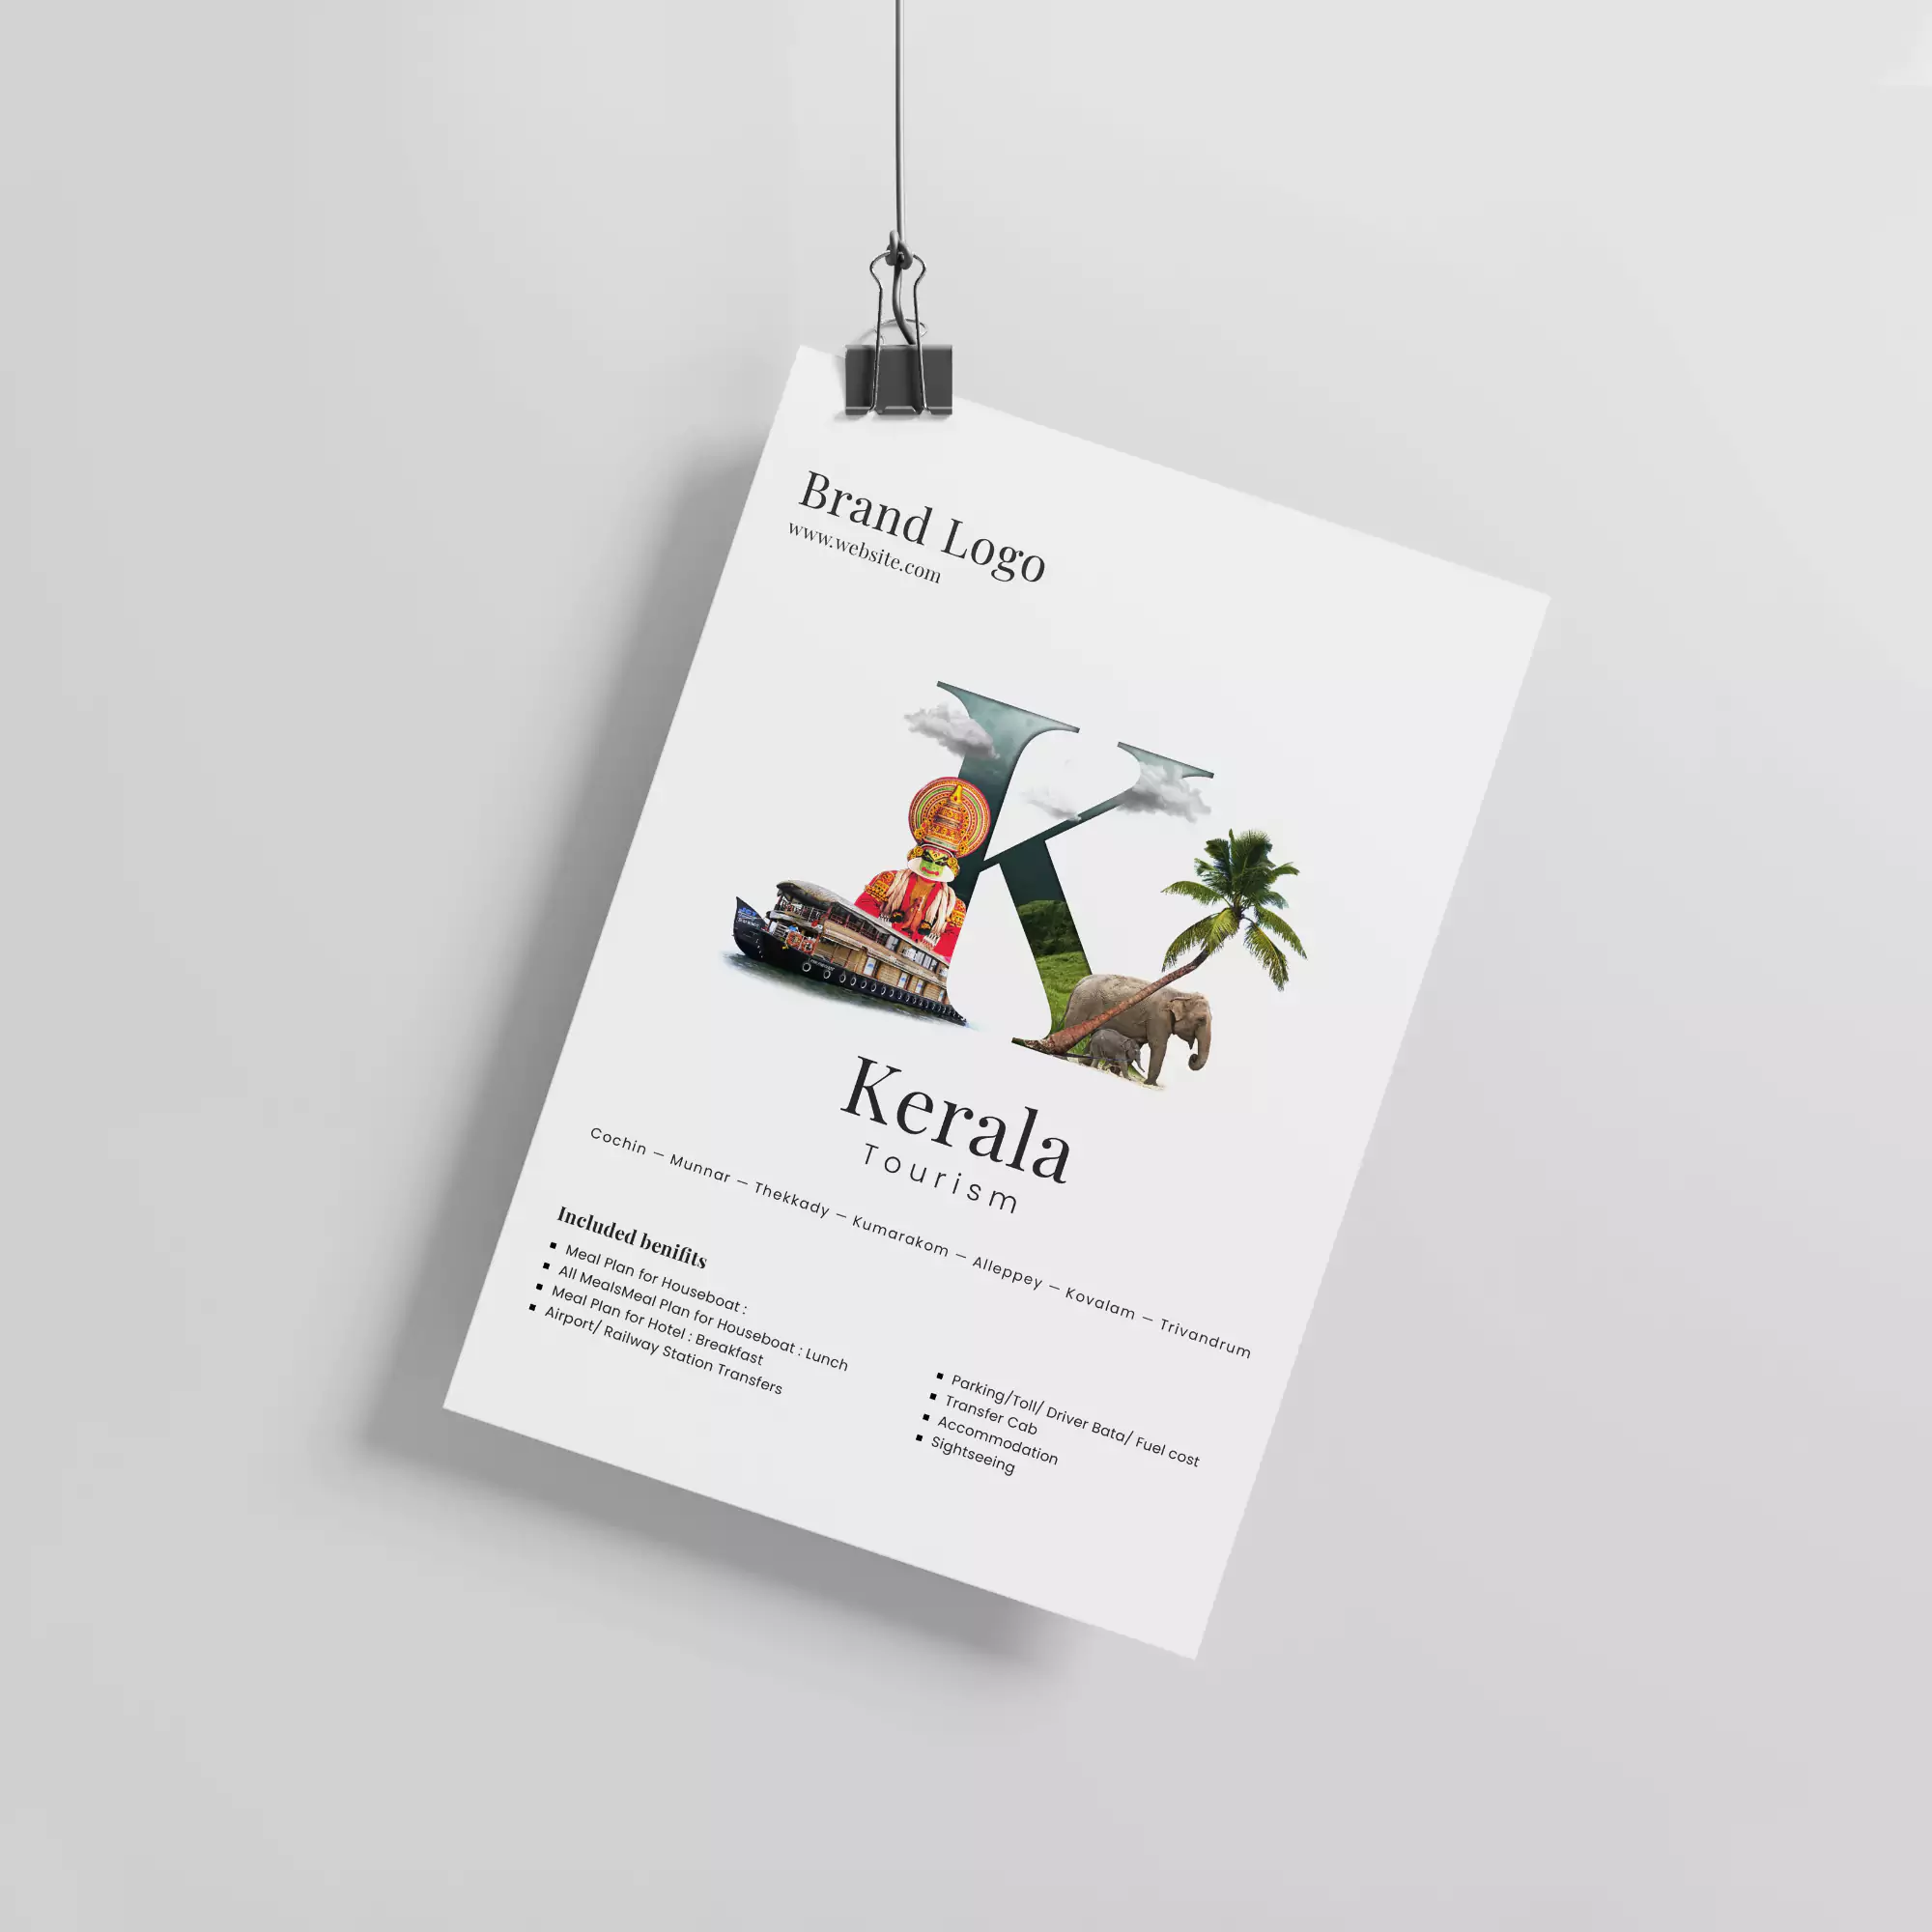 Brand Logo
www.website.com
K
Kerala
Tourism
Cochin — Munnar — Thekkady — Kumarakom — Alleppey — Kovalam — Trivandrum
Included benifits
▪ Meal Plan for Houseboat :
▪ All MealsMeal Plan for Houseboat : Lunch
▪ Meal Plan for Hotel : Breakfast
▪ Airport/ Railway Station Transfers
▪ Parking/Toll/ Driver Bata/ Fuel cost
▪ Transfer Cab
▪ Accommodation
▪ Sightseeing